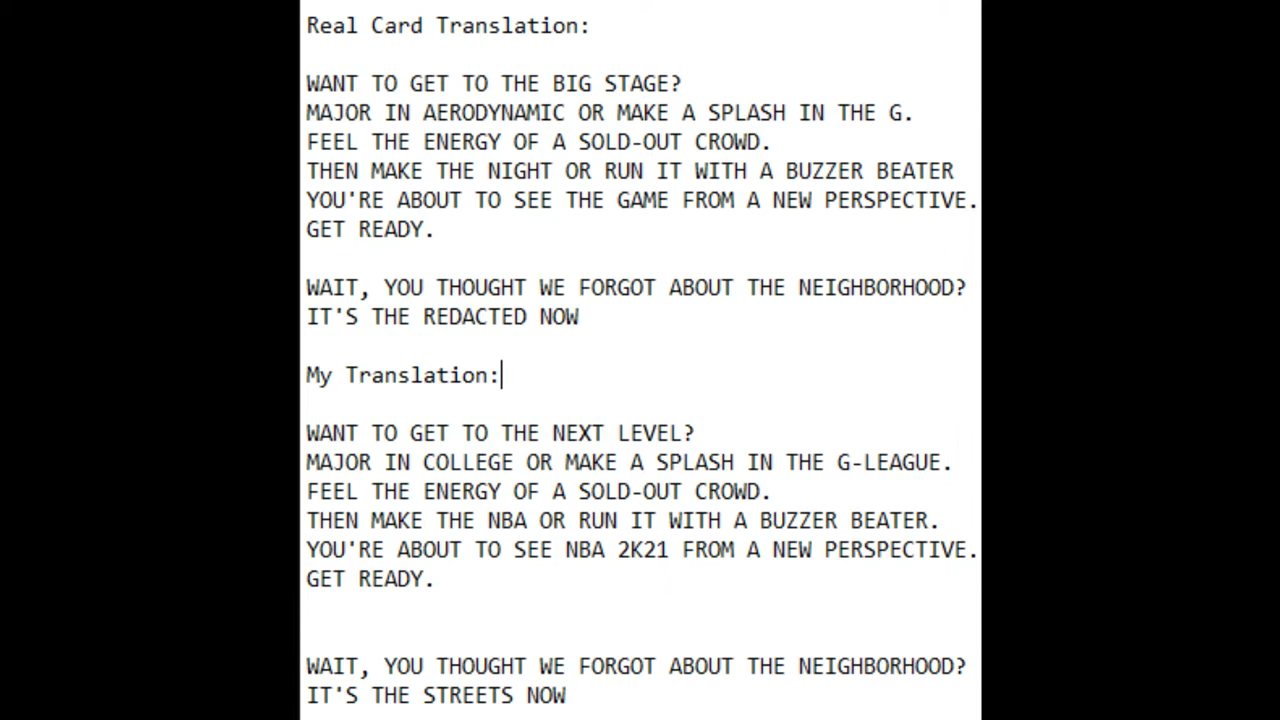 Real Card Translation:
WANT TO GET TO THE BIG STAGE?
MAJOR IN AERODYNAMIC OR MAKE A SPLASH IN THE G.
FEEL THE ENERGY OF A SOLD-OUT CROWD.
THEN MAKE THE NIGHT OR RUN IT WITH A BUZZER BEATER
YOU'RE ABOUT TO SEE THE GAME FROM A NEW PERSPECTIVE.
GET READY.
WAIT, YOU THOUGHT WE FORGOT ABOUT THE NEIGHBORHOOD?
IT'S THE REDACTED NOW
My Translation:
WANT TO GET TO THE NEXT LEVEL?
MAJOR IN COLLEGE OR MAKE A SPLASH IN THE G-LEAGUE.
FEEL THE ENERGY OF A SOLD-OUT CROWD.
THEN MAKE THE NBA OR RUN IT WITH A BUZZER BEATER.
YOU'RE ABOUT TO SEE NBA 2K21 FROM A NEW PERSPECTIVE.
GET READY.
WAIT, YOU THOUGHT WE FORGOT ABOUT THE NEIGHBORHOOD?
IT'S THE STREETS NOW